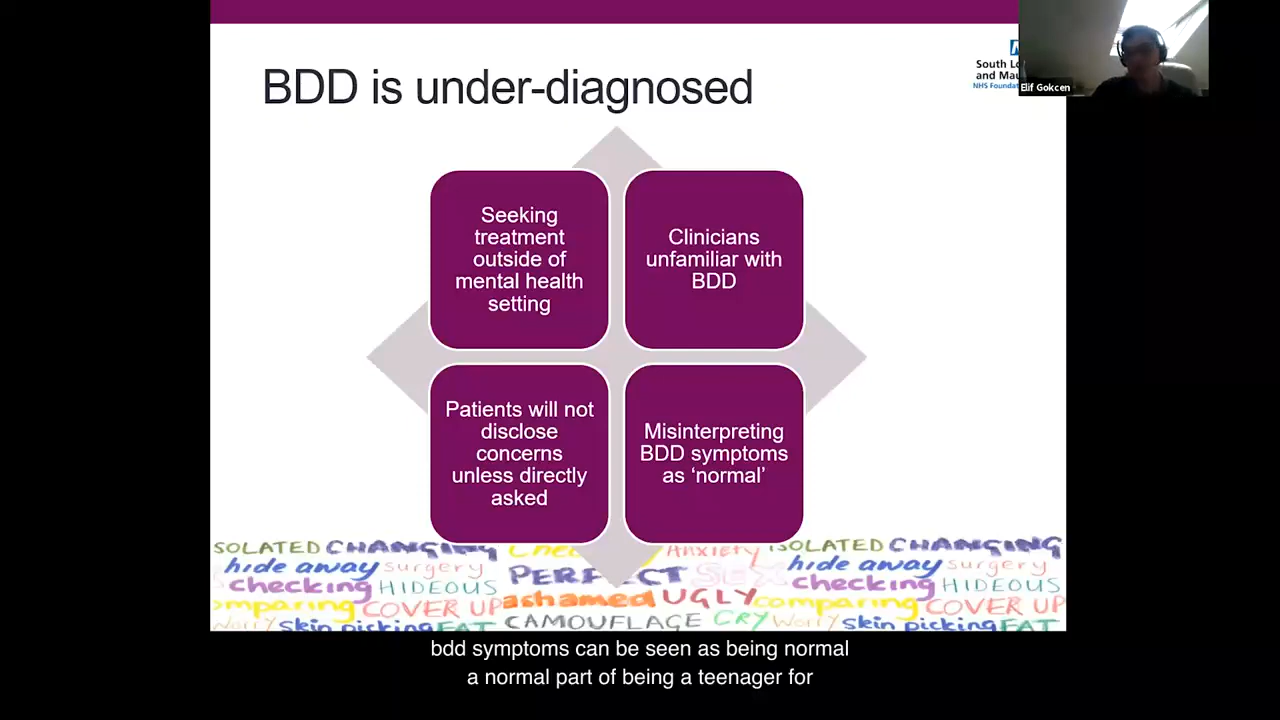 BDD is under-diagnosed
South Lo
and Mau
NHS Founda
Elif Gokcen
Seeking
treatment
outside of
mental health
setting
Clinicians
unfamiliar with
BDD
Patients will not
disclose
concerns
unless directly
asked
Misinterpreting
BDD symptoms
as ‘normal’
SOLATED CHANGING Anxiety ISOLATED CHANGING
hide away surgery PERFECT SEX hide away surgery
checking HIDEOUS checking HIDEOUS
omparing COVER UP ashamed UGLY comparing COVER UP
Worry skin picking FAT CAMOUFLAGE CRY Worry skin picking FAT
bdd symptoms can be seen as being normal
a normal part of being a teenager for